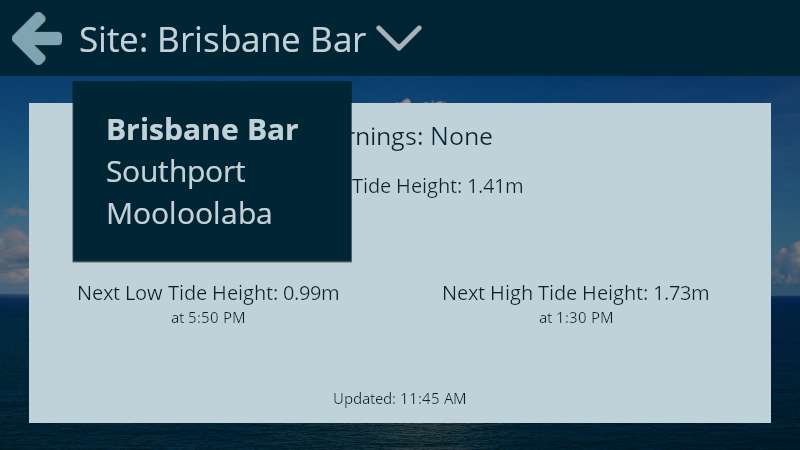 Site: Brisbane Bar
Brisbane Bar
Southport
Mooloolaba
rnings: None
Tide Height: 1.41m
Next Low Tide Height: 0.99m
at 5:50 PM
Next High Tide Height: 1.73m
at 1:30 PM
Updated: 11:45 AM